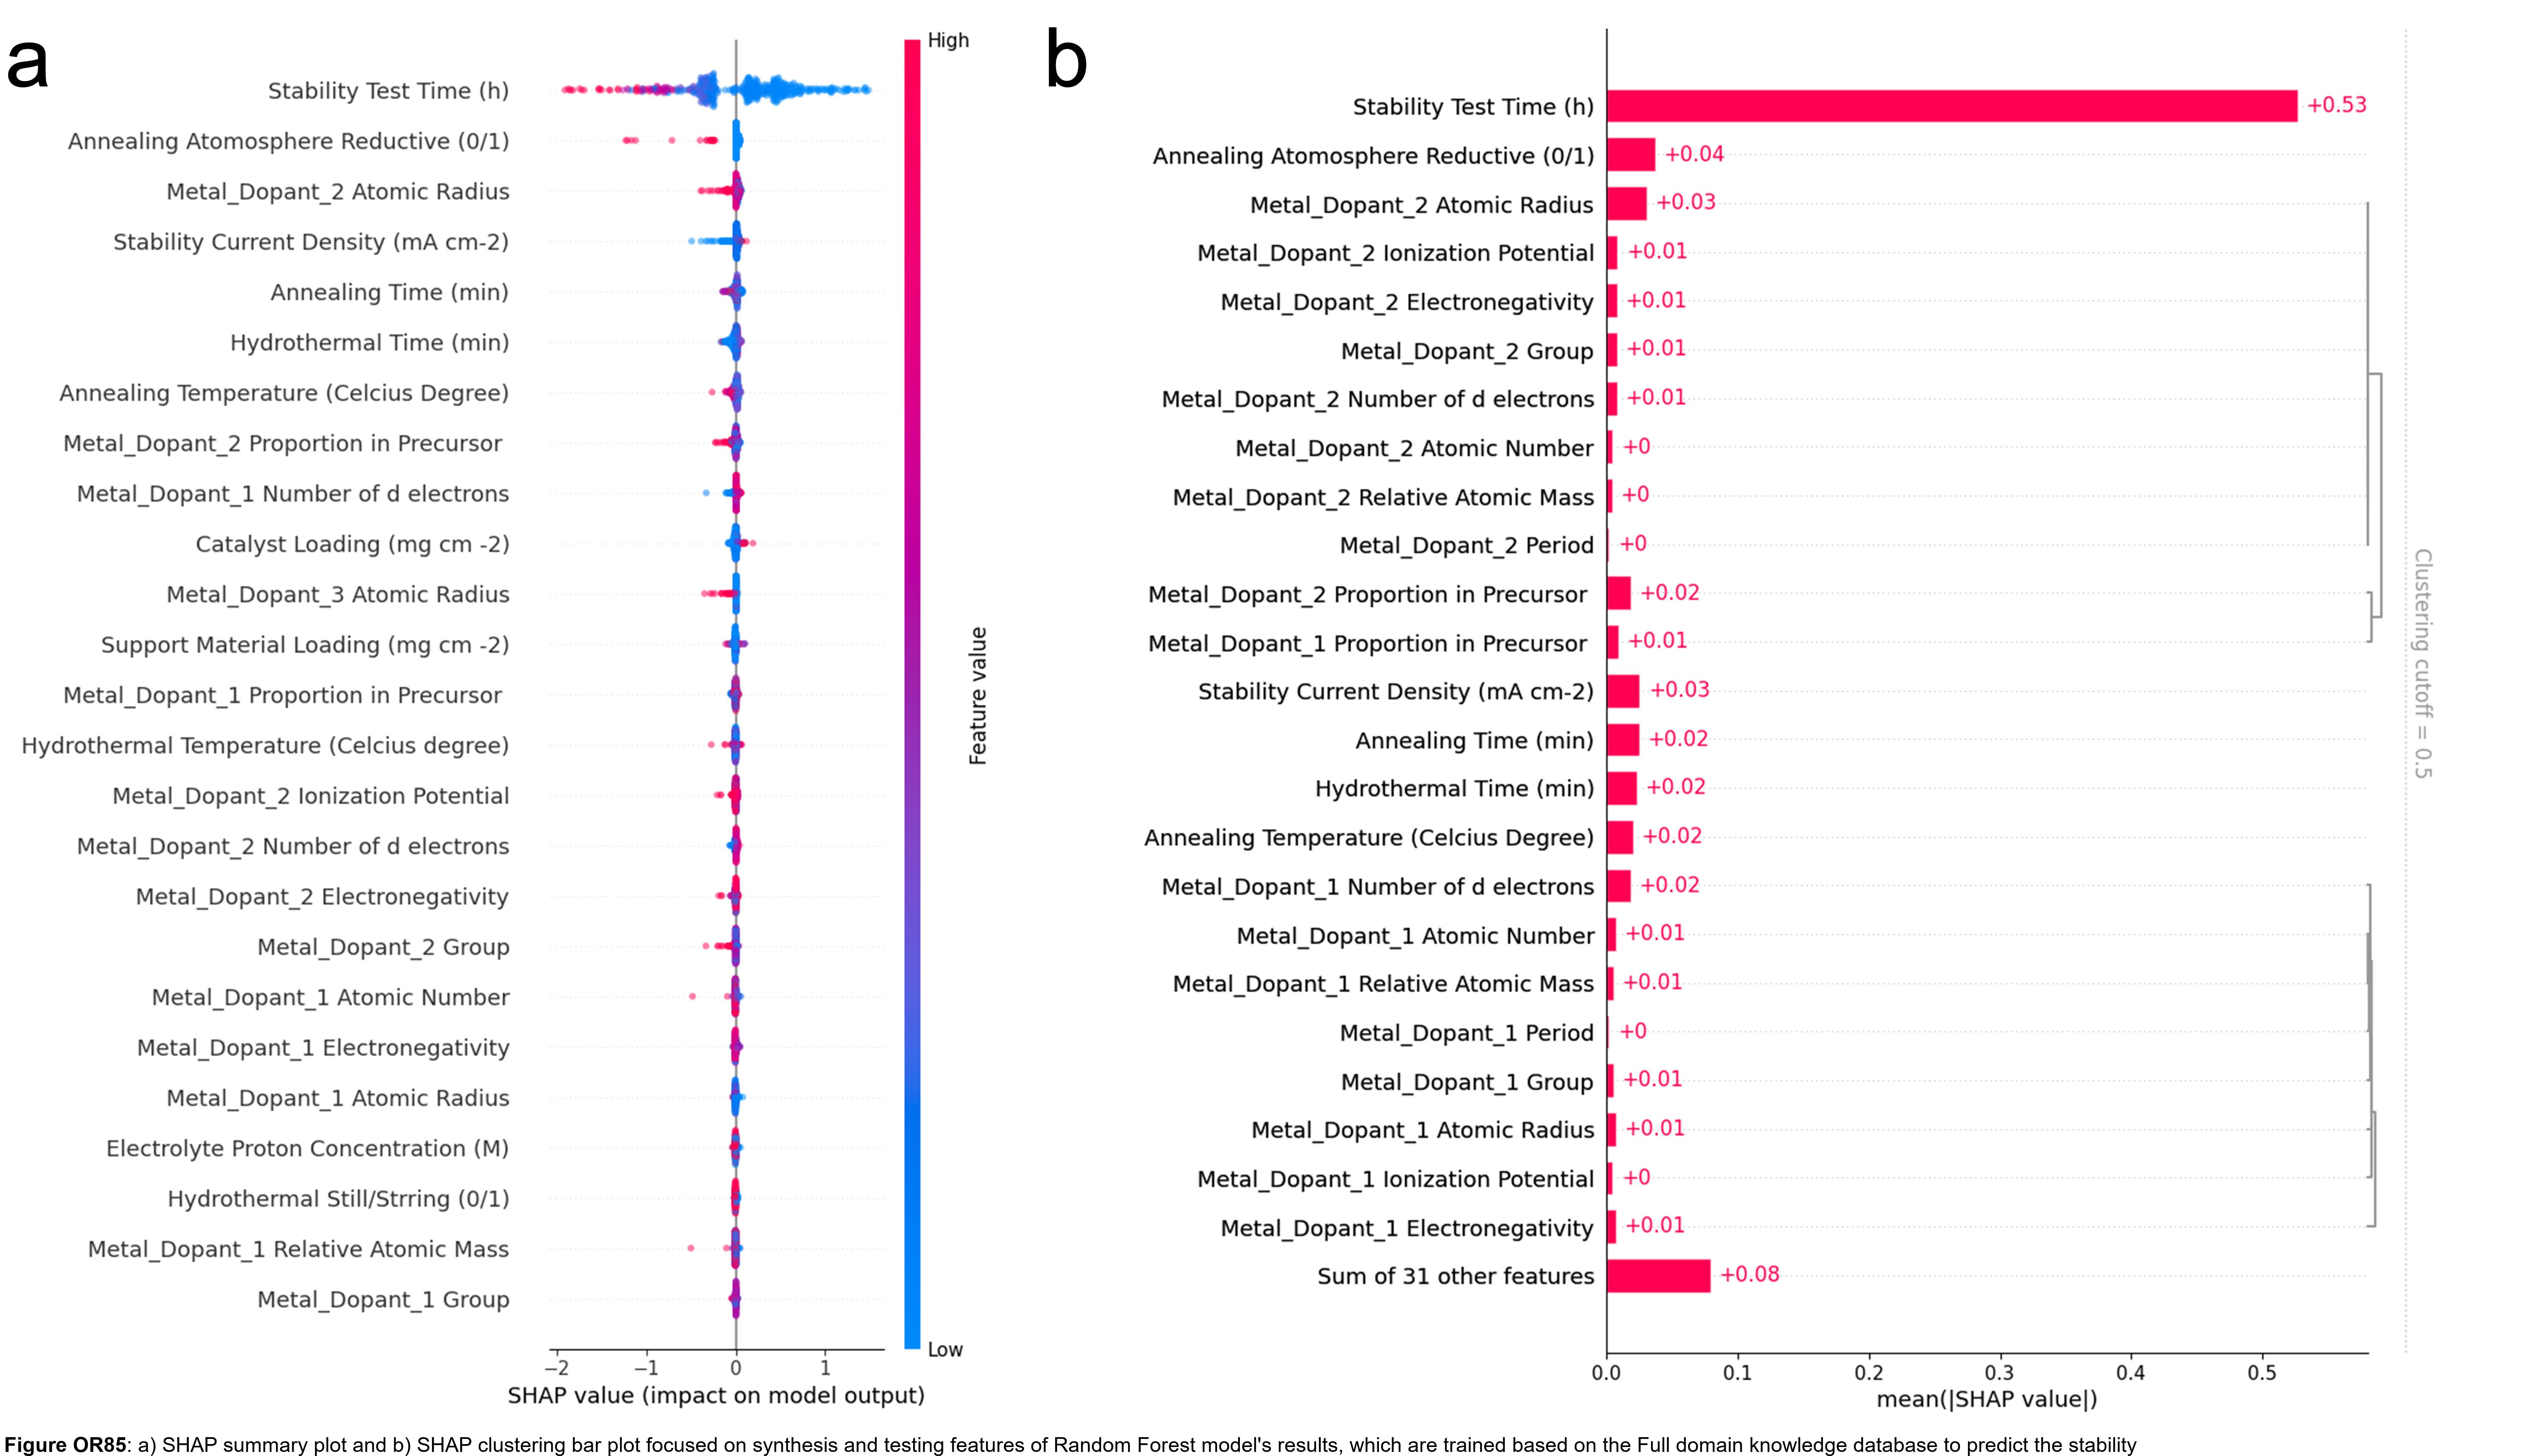 a
High
Stability Test Time (h)
Annealing Atomosphere Reductive (0/1)
Metal_Dopant_2 Atomic Radius
Stability Current Density (mA cm-2)
Annealing Time (min)
Hydrothermal Time (min)
Annealing Temperature (Celcius Degree)
Metal_Dopant_2 Proportion in Precursor
Metal_Dopant_1 Number of d electrons
Catalyst Loading (mg cm -2)
Metal_Dopant_3 Atomic Radius
Support Material Loading (mg cm -2)
Metal_Dopant_1 Proportion in Precursor
Hydrothermal Temperature (Celcius degree)
Metal_Dopant_2 Ionization Potential
Metal_Dopant_2 Number of d electrons
Metal_Dopant_2 Electronegativity
Metal_Dopant_2 Group
Metal_Dopant_1 Atomic Number
Metal_Dopant_1 Electronegativity
Metal_Dopant_1 Atomic Radius
Electrolyte Proton Concentration (M)
Hydrothermal Still/Strring (0/1)
Metal_Dopant_1 Relative Atomic Mass
Metal_Dopant_1 Group
Feature value
Low
−2 −1 0 1
SHAP value (impact on model output)
b
Stability Test Time (h) +0.53
Annealing Atomosphere Reductive (0/1) +0.04
Metal_Dopant_2 Atomic Radius +0.03
Metal_Dopant_2 Ionization Potential +0.01
Metal_Dopant_2 Electronegativity +0.01
Metal_Dopant_2 Group +0.01
Metal_Dopant_2 Number of d electrons +0.01
Metal_Dopant_2 Atomic Number +0
Metal_Dopant_2 Relative Atomic Mass +0
Metal_Dopant_2 Period +0
Metal_Dopant_2 Proportion in Precursor +0.02
Metal_Dopant_1 Proportion in Precursor +0.01
Stability Current Density (mA cm-2) +0.03
Annealing Time (min) +0.02
Hydrothermal Time (min) +0.02
Annealing Temperature (Celcius Degree) +0.02
Metal_Dopant_1 Number of d electrons +0.02
Metal_Dopant_1 Atomic Number +0.01
Metal_Dopant_1 Relative Atomic Mass +0.01
Metal_Dopant_1 Period +0
Metal_Dopant_1 Group +0.01
Metal_Dopant_1 Atomic Radius +0.01
Metal_Dopant_1 Ionization Potential +0
Metal_Dopant_1 Electronegativity +0.01
Sum of 31 other features +0.08
Clustering cutoff = 0.5
0.0 0.1 0.2 0.3 0.4 0.5
mean(|SHAP value|)
Figure OR85: a) SHAP summary plot and b) SHAP clustering bar plot focused on synthesis and testing features of Random Forest model's results, which are trained based on the Full domain knowledge database to predict the stability